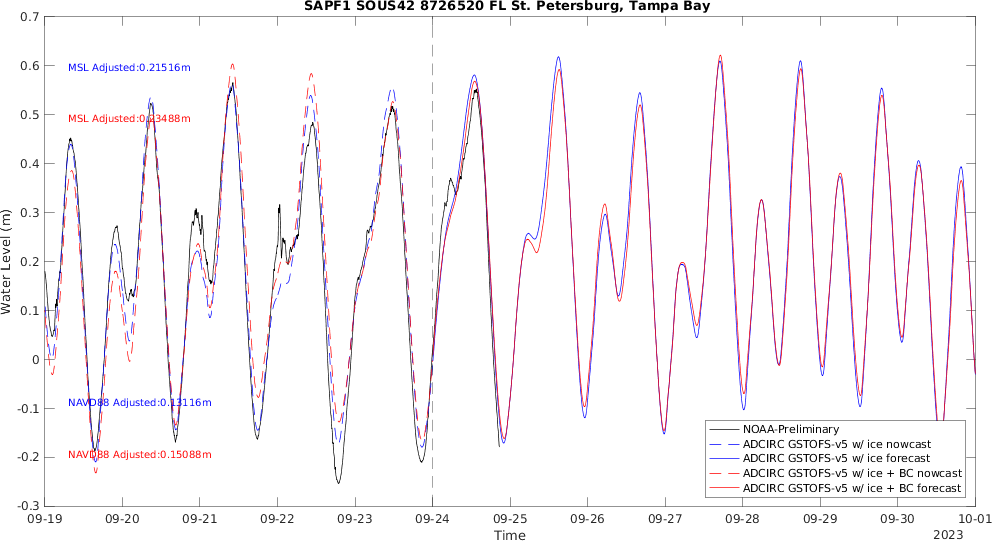 SAPF1 SOUS42 8726520 FL St. Petersburg, Tampa Bay
0.7
0.6
0.5
0.4
0.3
0.2
0.1
0
-0.1
-0.2
-0.3
Water Level (m)
MSL Adjusted:0.21516m
MSL Adjusted:0.23488m
NAVD88 Adjusted:0.13116m
NAVD88 Adjusted:0.15088m
NOAA-Preliminary
ADCIRC GSTOFS-v5 w/ ice nowcast
ADCIRC GSTOFS-v5 w/ ice forecast
ADCIRC GSTOFS-v5 w/ ice + BC nowcast
ADCIRC GSTOFS-v5 w/ ice + BC forecast
09-19 09-20 09-21 09-22 09-23 09-24 09-25 09-26 09-27 09-28 09-29 09-30 10-01
Time
2023